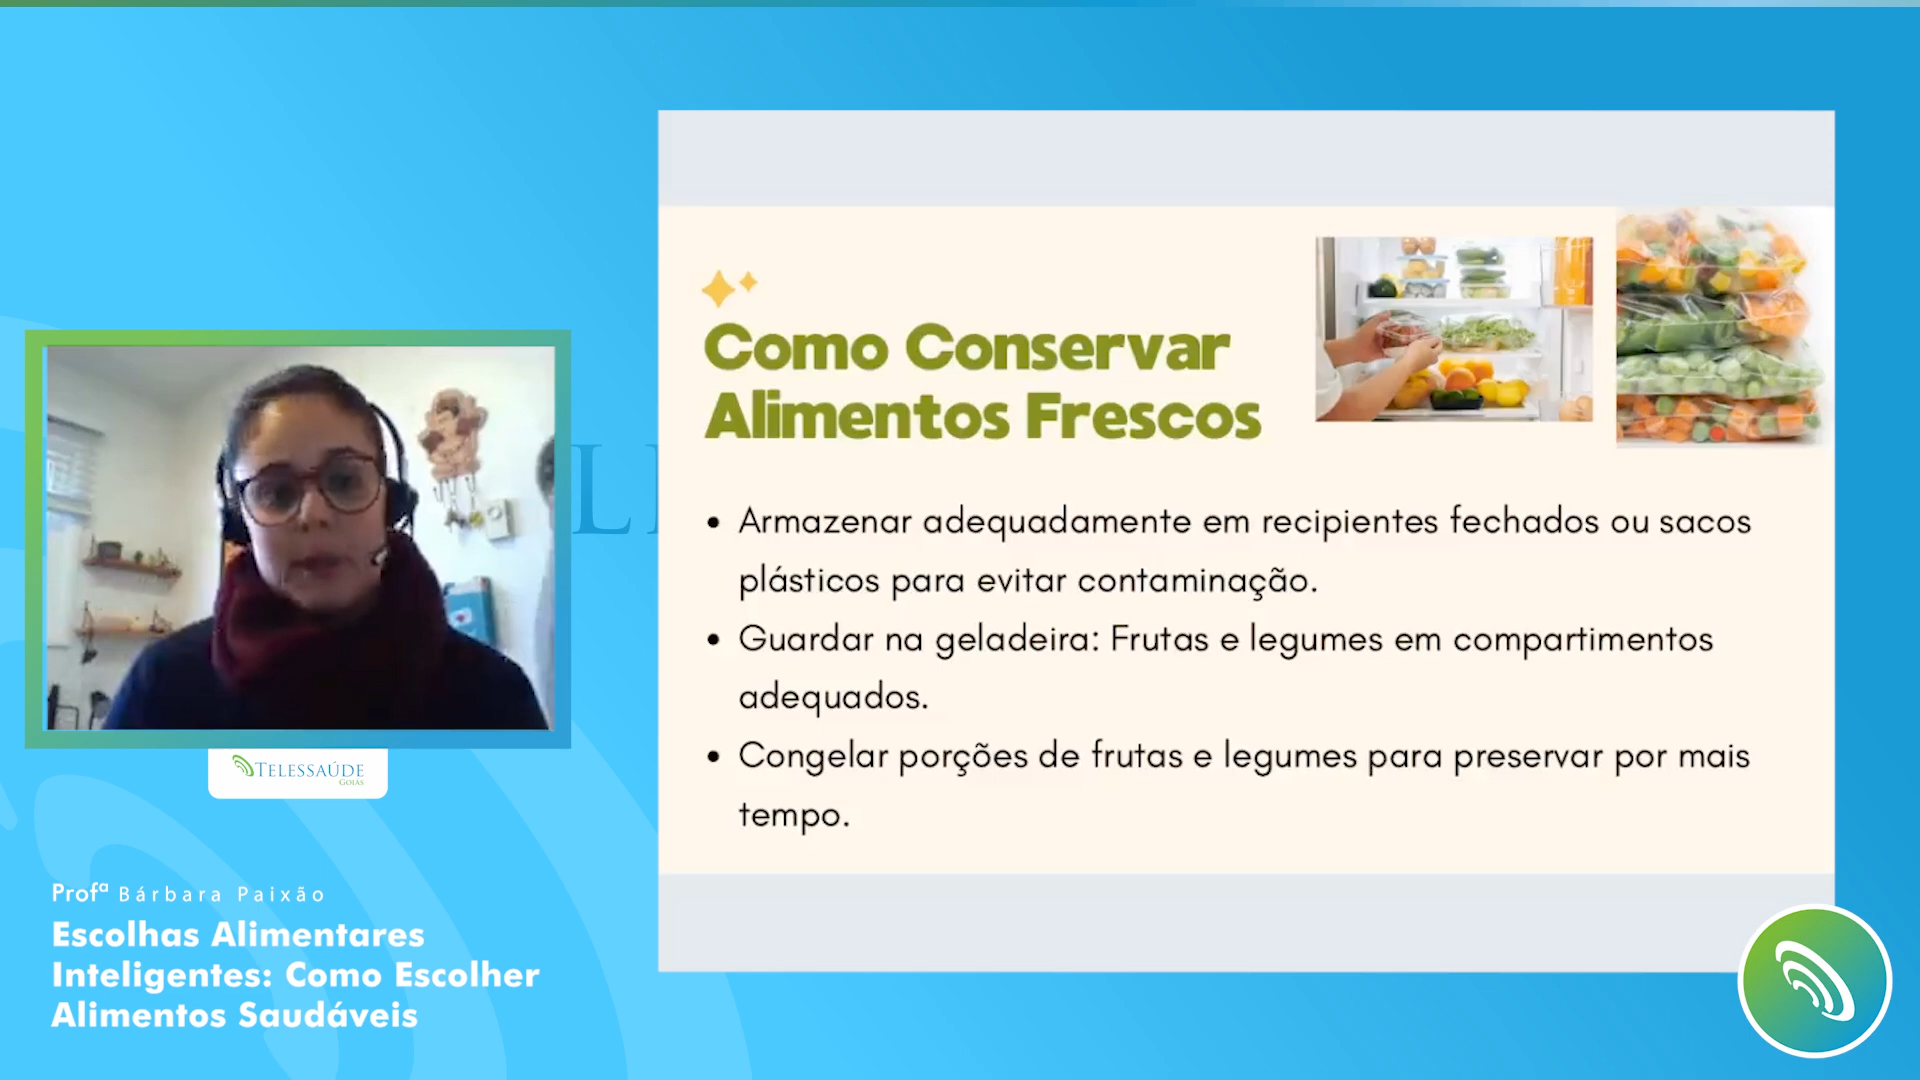 Como Conservar
Alimentos Frescos
• Armazenar adequadamente em recipientes fechados ou sacos
plásticos para evitar contaminação.
• Guardar na geladeira: Frutas e legumes em compartimentos
adequados.
• Congelar porções de frutas e legumes para preservar por mais
tempo.
TELESSAÚDE
GOIÁS
Profª Bárbara Paixão
Escolhas Alimentares
Inteligentes: Como Escolher
Alimentos Saudáveis